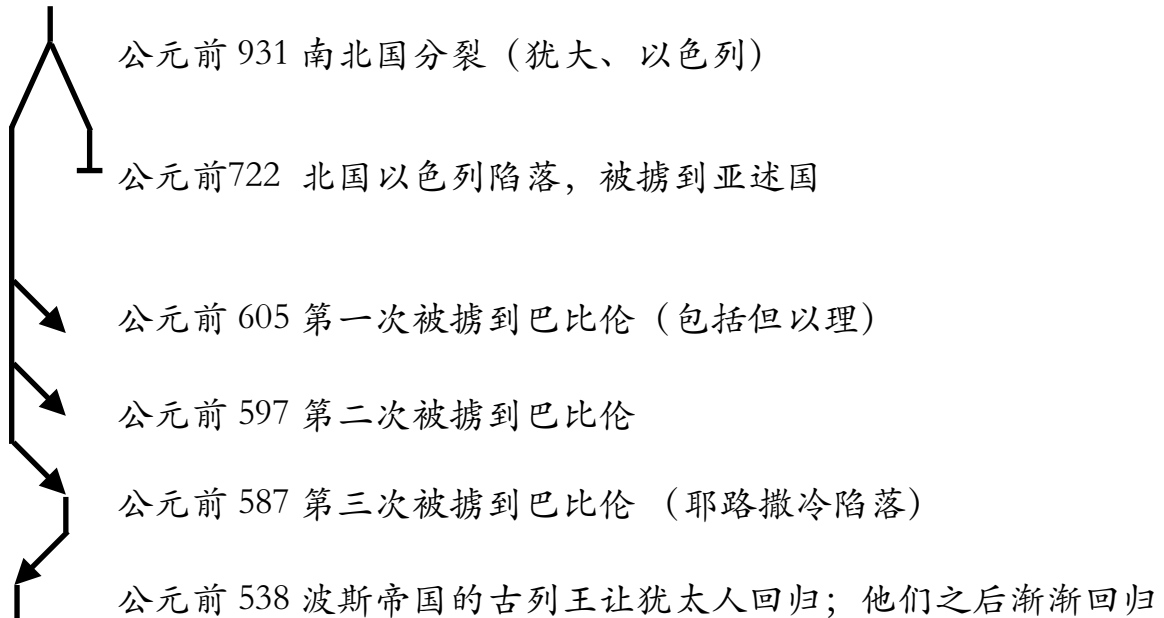 公元前 931 南北国分裂（犹大、以色列）
公元前722 北国以色列陷落，被掳到亚述国
公元前 605 第一次被掳到巴比伦（包括但以理）
公元前 597 第二次被掳到巴比伦
公元前 587 第三次被掳到巴比伦 （耶路撒冷陷落）
公元前 538 波斯帝国的古列王让犹太人回归；他们之后渐渐回归